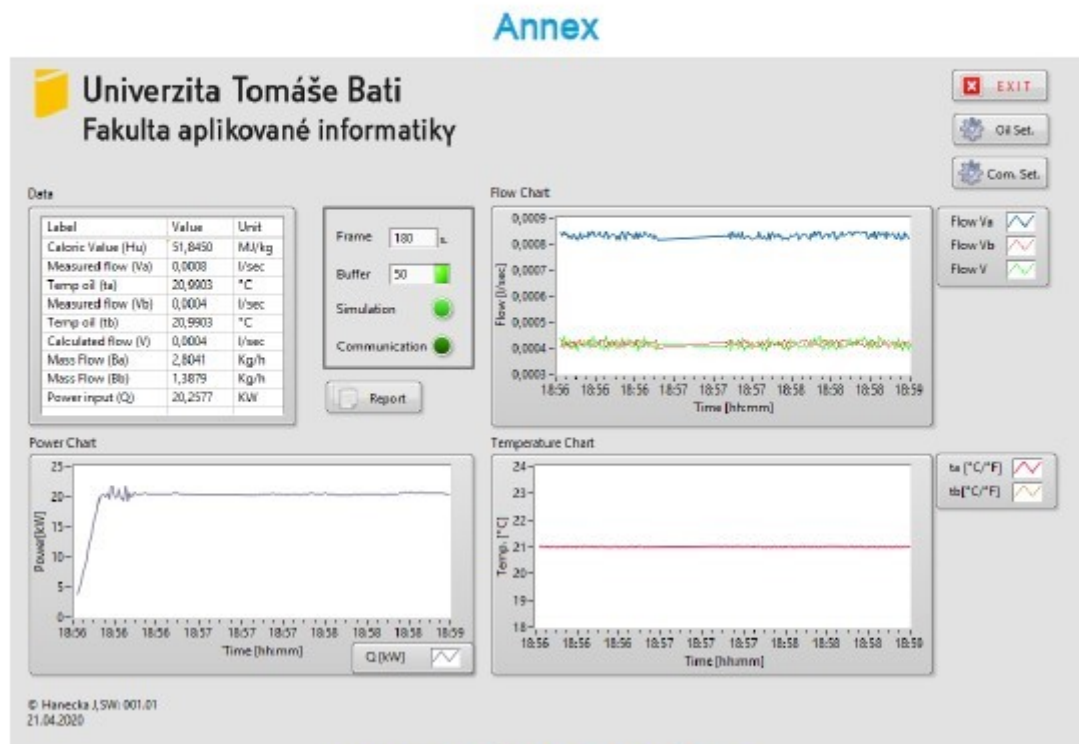 Annex
Univerzita Tomáše Bati
Fakulta aplikované informatiky
EXIT
Oil Set.
Com. Set.
Data
Label Value Unit
Caloric Value (Hu) 51,8450 MJ/kg
Measured flow (Va) 0,0008 l/sec
Temp oil (ta) 20,9903 °C
Measured flow (Vb) 0,0004 l/sec
Temp oil (tb) 20,9903 °C
Calculated flow (V) 0,0004 l/sec
Mass Flow (Ba) 2,8041 Kg/h
Mass Flow (Bb) 1,3879 Kg/h
Power input (Q) 20,2577 KW
Frame 180 s.
Buffer 50
Simulation
Communication
Report
Flow Chart
Flow [l/sec]
0,0009
0,0008
0,0007
0,0006
0,0005
0,0004
0,0003
18:56 18:56 18:56 18:57 18:57 18:57 18:58 18:58 18:58 18:59
Time [hh:mm]
Flow Va
Flow Vb
Flow V
Power Chart
Power[kW]
25
20
15
10
5
0
18:56 18:56 18:56 18:57 18:57 18:57 18:58 18:58 18:58 18:59
Time [hh:mm]
Q [kW]
Temperature Chart
Temp. [°C]
24
23
22
21
20
19
18
18:56 18:56 18:56 18:57 18:57 18:57 18:58 18:58 18:58 18:59
Time [hh:mm]
ta [°C/°F]
tb[°C/°F]
© Hanecka J,SW: 001.01
21.04.2020